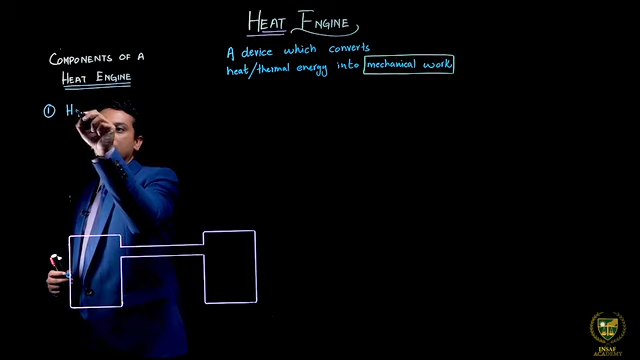 HEAT ENGINE
COMPONENTS OF A
HEAT ENGINE
A device which converts
heat/thermal energy into mechanical work
① H
INSAF
ACADEMY